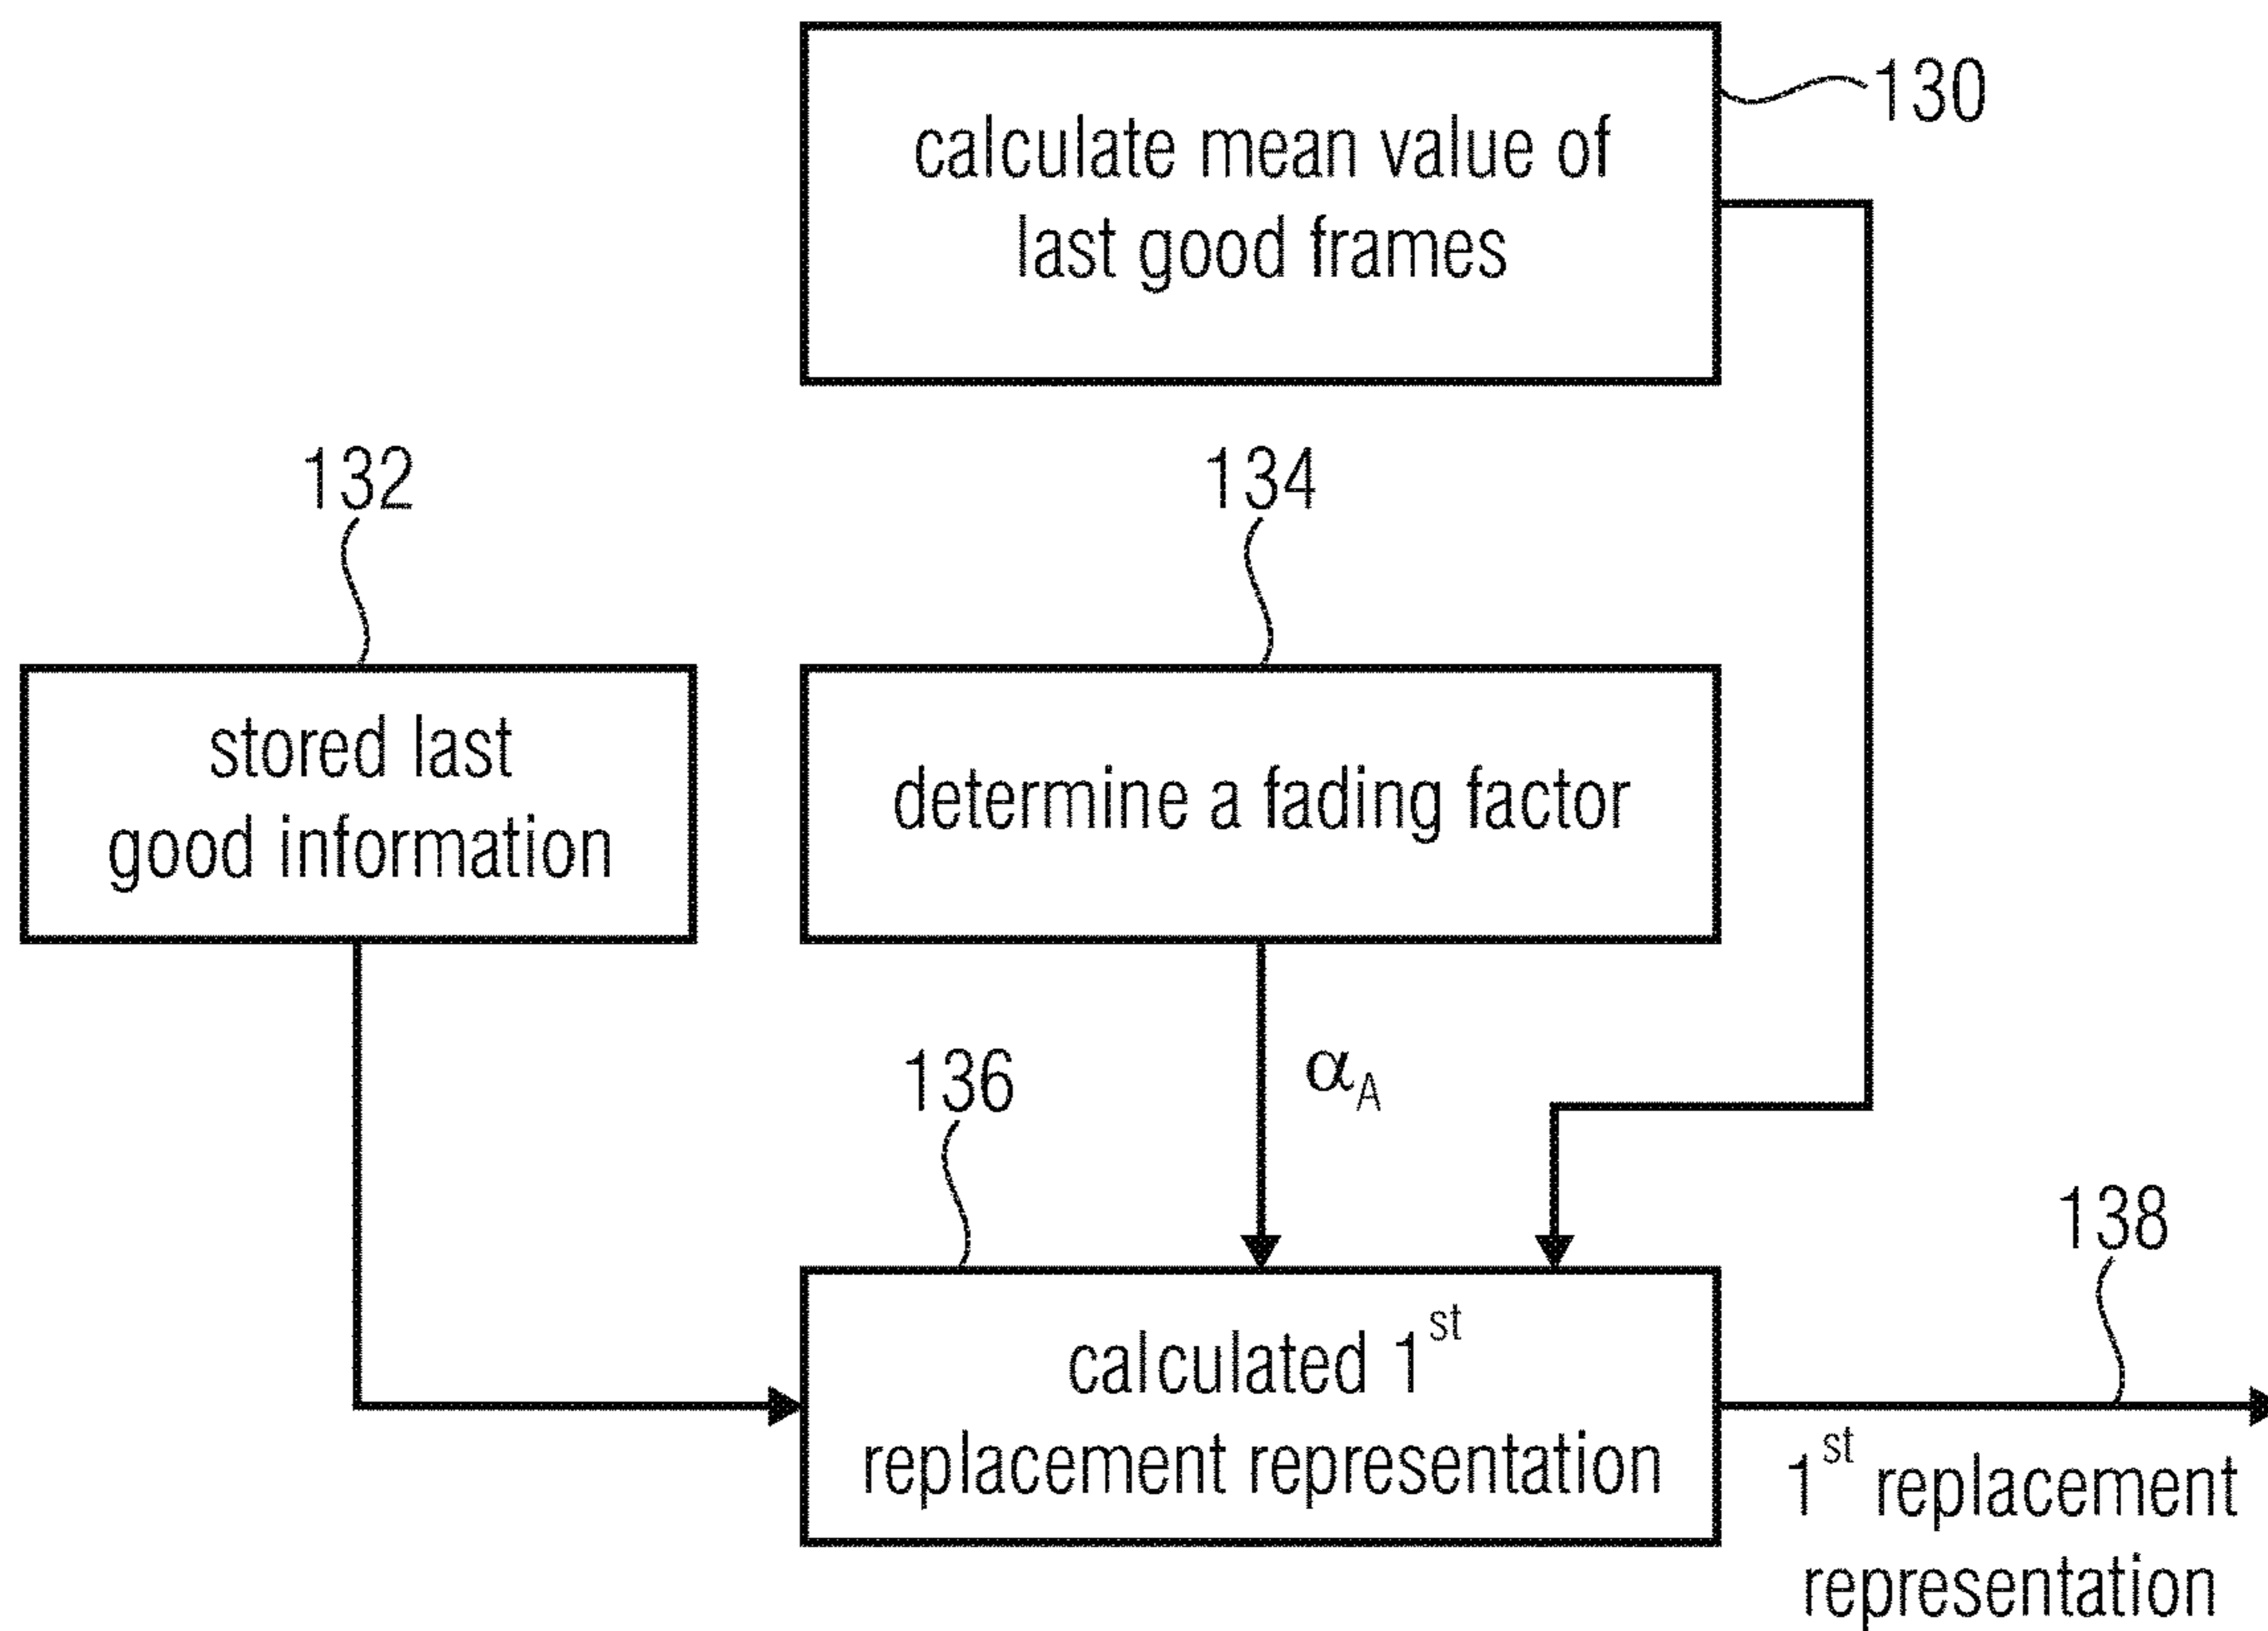 calculate mean value of
last good frames
130
132
134
stored last
good information
determine a fading factor
136
αA
138
calculated 1st
replacement representation
1st replacement
representation